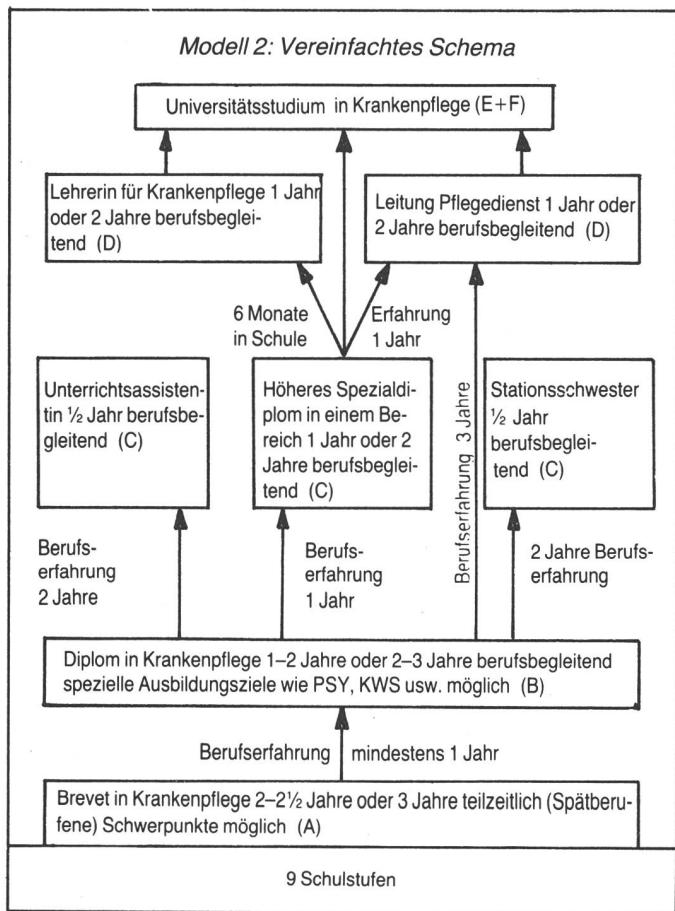 Modell 2: Vereinfachtes Schema
Universitätsstudium in Krankenpflege (E+F)
Lehrerin für Krankenpflege 1 Jahr
oder 2 Jahre berufsbeglei-
tend (D)
Leitung Pflegedienst 1 Jahr oder
2 Jahre berufsbegleitend (D)
6 Monate
in Schule
Erfahrung
1 Jahr
Unterrichtsassisten-
tin ½ Jahr berufsbe-
gleitend (C)
Höheres Spezialdi-
plom in einem Be-
reich 1 Jahr oder 2
Jahre berufsbeglei-
tend (C)
Berufserfahrung 3 Jahre
Stationsschwester
½ Jahr
berufsbeglei-
tend (C)
Berufs-
erfahrung
2 Jahre
Berufs-
erfahrung
1 Jahr
2 Jahre Berufs-
erfahrung
Diplom in Krankenpflege 1–2 Jahre oder 2–3 Jahre berufsbegleitend
spezielle Ausbildungsziele wie PSY, KWS usw. möglich (B)
Berufserfahrung mindestens 1 Jahr
Brevet in Krankenpflege 2–2½ Jahre oder 3 Jahre teilzeitlich (Spätberu-
fene) Schwerpunkte möglich (A)
9 Schulstufen